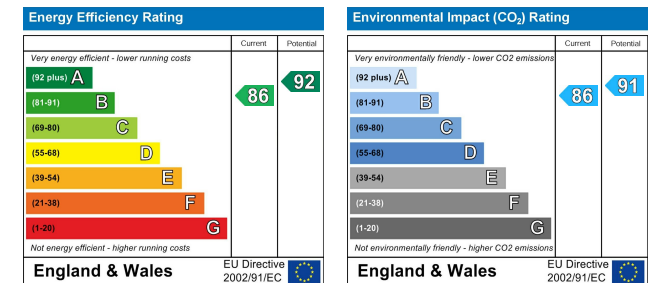 Energy Efficiency Rating
Current Potential
Very energy efficient - lower running costs
(92 plus) A
(81-91) B
(69-80) C
(55-68) D
(39-54) E
(21-38) F
(1-20) G
86
92
Not energy efficient - higher running costs
England & Wales
EU Directive
2002/91/EC
Environmental Impact (CO2) Rating
Current Potential
Very environmentally friendly - lower CO2 emissions
(92 plus) A
(81-91) B
(69-80) C
(55-68) D
(39-54) E
(21-38) F
(1-20) G
86
91
Not environmentally friendly - higher CO2 emissions
England & Wales
EU Directive
2002/91/EC